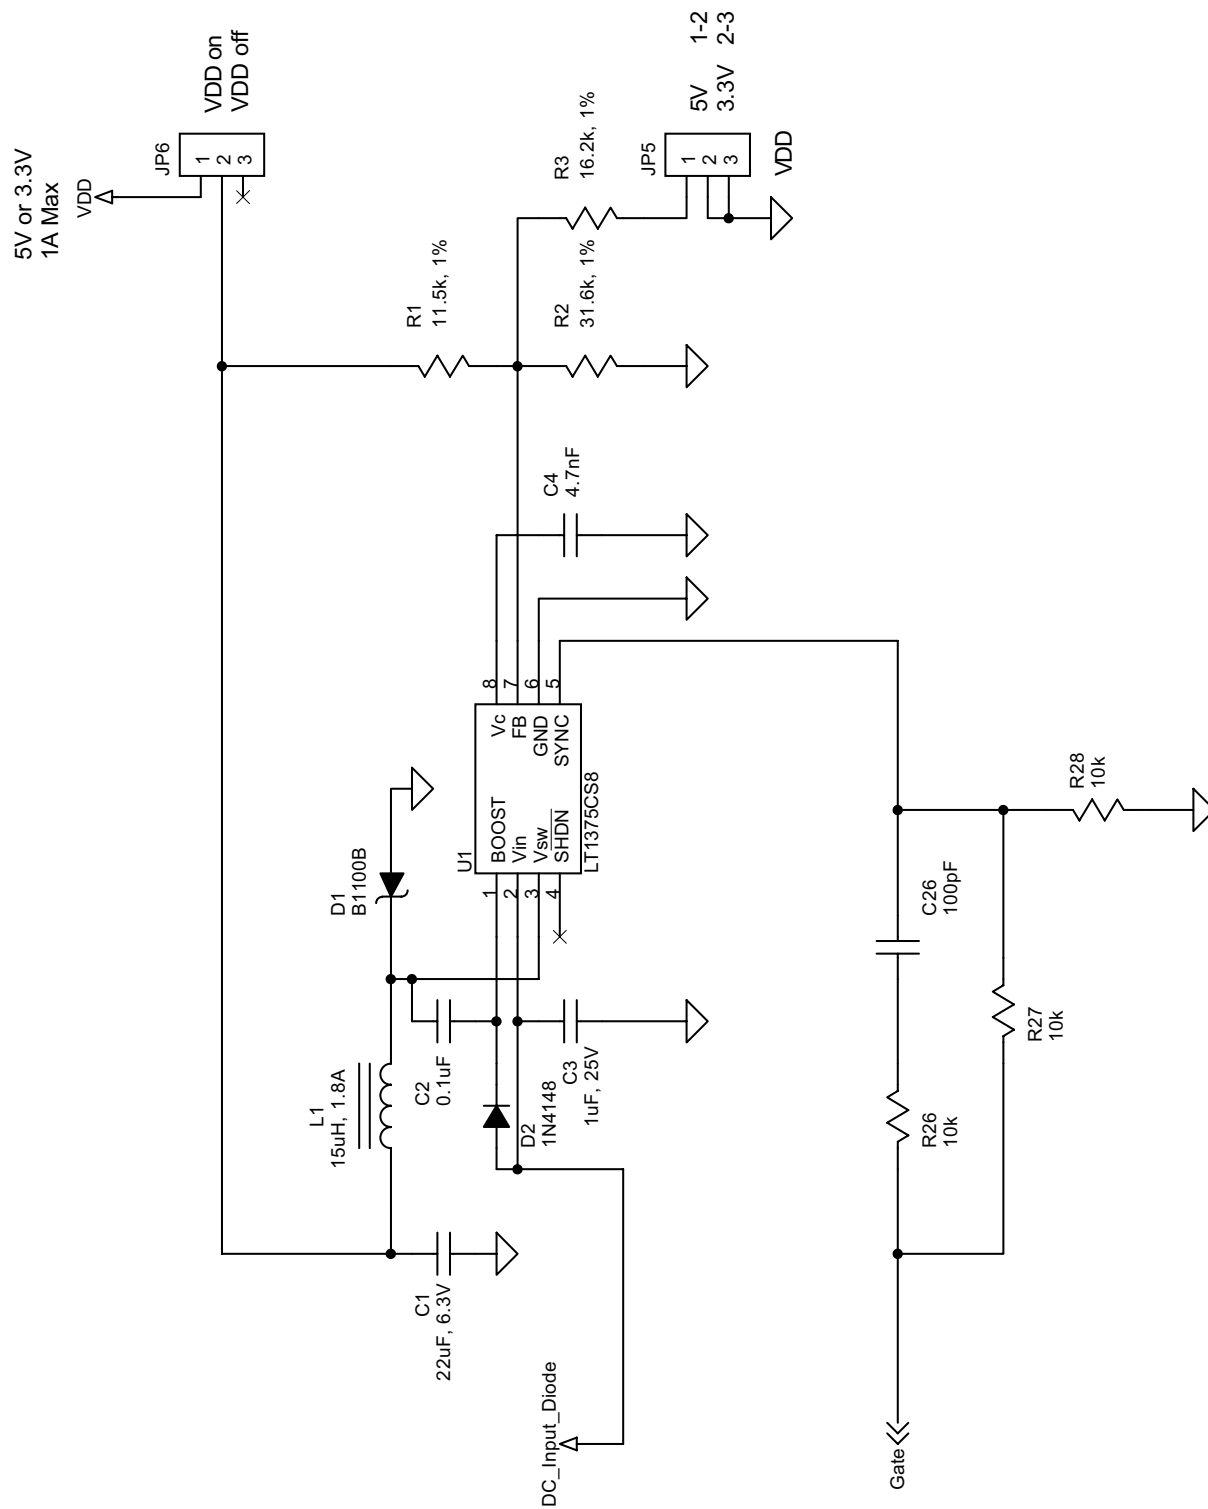 5V or 3.3V
1A Max
VDD
JP6
1
2
3
VDD on
VDD off
R1
11.5k, 1%
R3
16.2k, 1%
R2
31.6k, 1%
JP5
1
2
3
5V 1-2
3.3V 2-3
VDD
C4
4.7nF
D1
B1100B
L1
15uH, 1.8A
C2
0.1uF
C1
22uF, 6.3V
D2
1N4148
C3
1uF, 25V
DC_Input_Diode
U1
1
2
3
4
BOOST
Vin
Vsw
SHDN
8
7
6
5
Vc
FB
GND
SYNC
LT1375CS8
Gate
R26
10k
C26
100pF
R27
10k
R28
10k